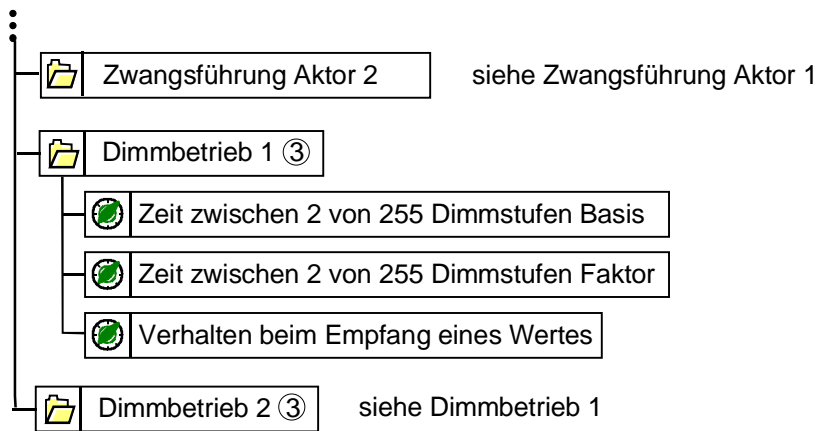 Zwangsführung Aktor 2 siehe Zwangsführung Aktor 1
Dimmbetrieb 1 ③
Zeit zwischen 2 von 255 Dimmstufen Basis
Zeit zwischen 2 von 255 Dimmstufen Faktor
Verhalten beim Empfang eines Wertes
Dimmbetrieb 2 ③ siehe Dimmbetrieb 1